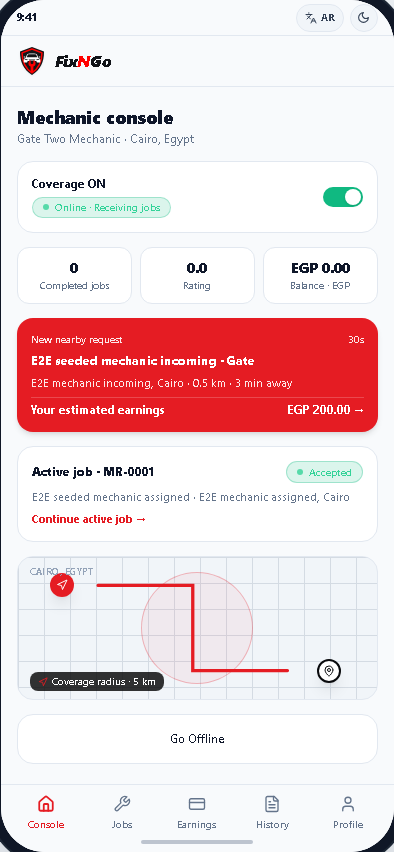 9:41
AR
FixNGo
Mechanic console
Gate Two Mechanic · Cairo, Egypt
Coverage ON
Online · Receiving jobs
0
Completed jobs
0.0
Rating
EGP 0.00
Balance · EGP
New nearby request
30s
E2E seeded mechanic incoming - Gate
E2E mechanic incoming, Cairo · 0.5 km · 3 min away
Your estimated earnings
EGP 200.00 →
Active job · MR-0001
Accepted
E2E seeded mechanic assigned · E2E mechanic assigned, Cairo
Continue active job →
CAIRO, EGYPT
Coverage radius · 5 km
Go Offline
Console
Jobs
Earnings
History
Profile